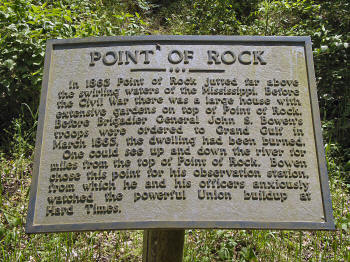 POINT OF ROCK
In 1863 Point of Rock jutted far above
the swirling waters of the Mississippi. Before
the Civil War there was a large house with
extensive gardens on top of Point of Rock.
Before Brigadier General John S. Bowen's
troops were ordered to Grand Gulf in
March 1863, the dwelling had been burned.
One could see up and down the river for
miles from the top of Point of Rock. Bowen
chose this point for his observation station,
from which he and his officers anxiously
watched the powerful Union buildup at
Hard Times.